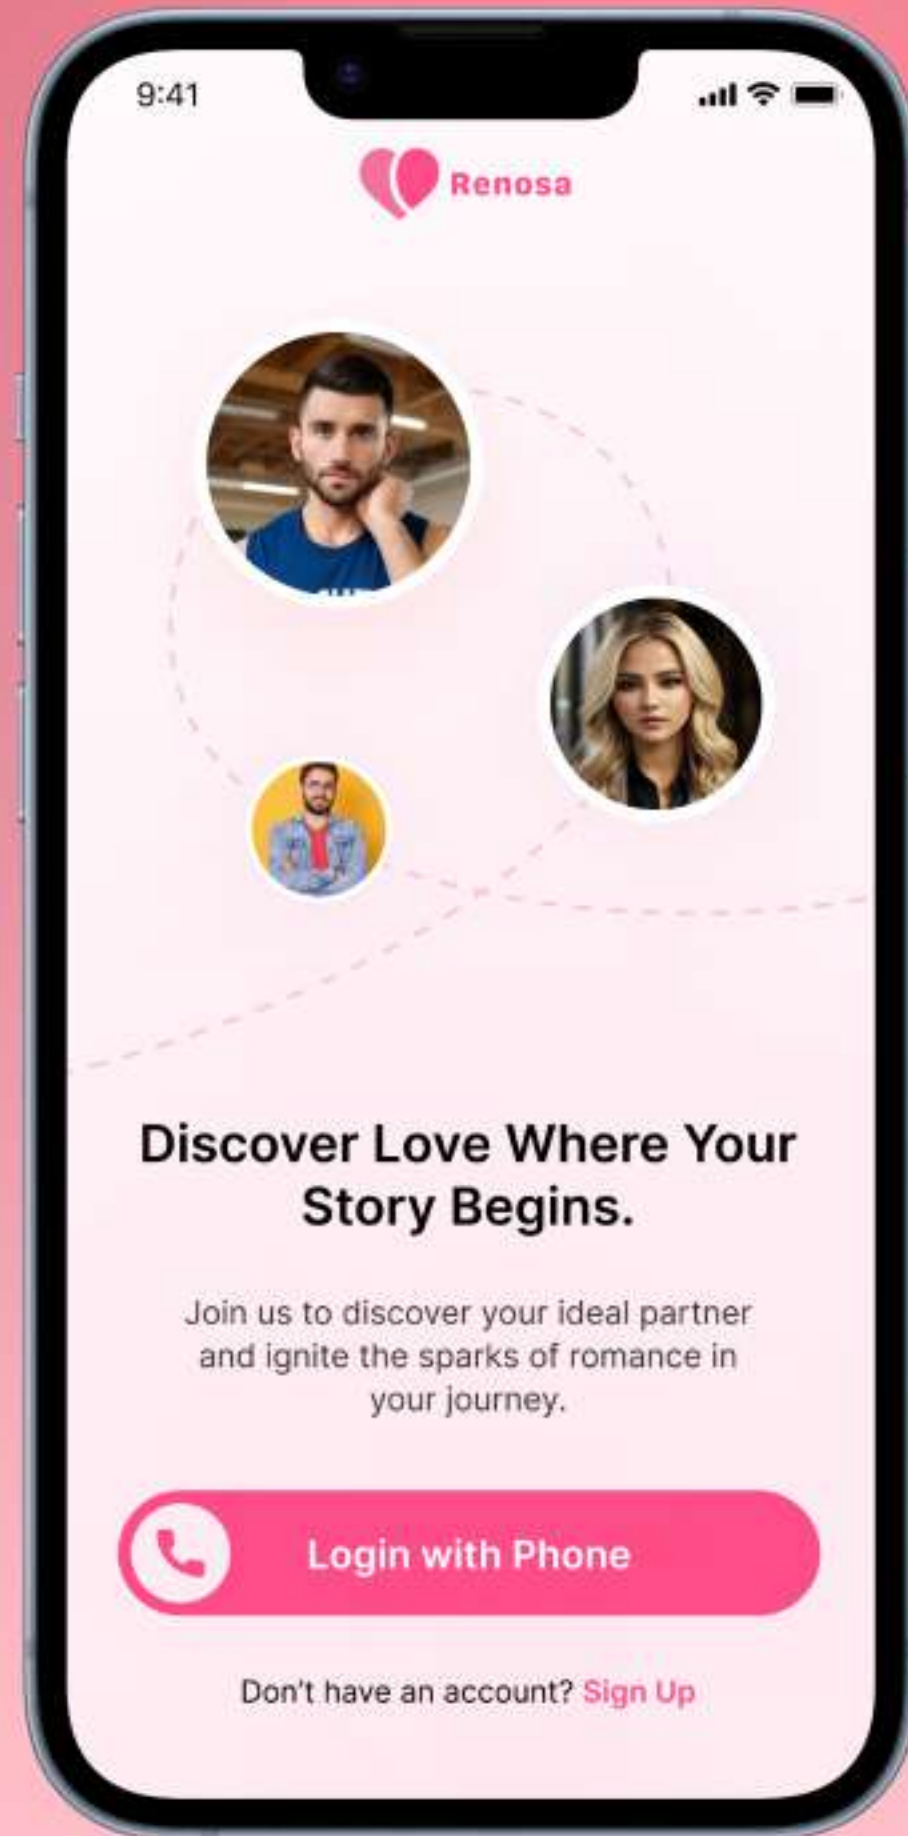 9:41
Renosa
Discover Love Where Your
Story Begins.
Join us to discover your ideal partner
and ignite the sparks of romance in
your journey.
Login with Phone
Don't have an account? Sign Up